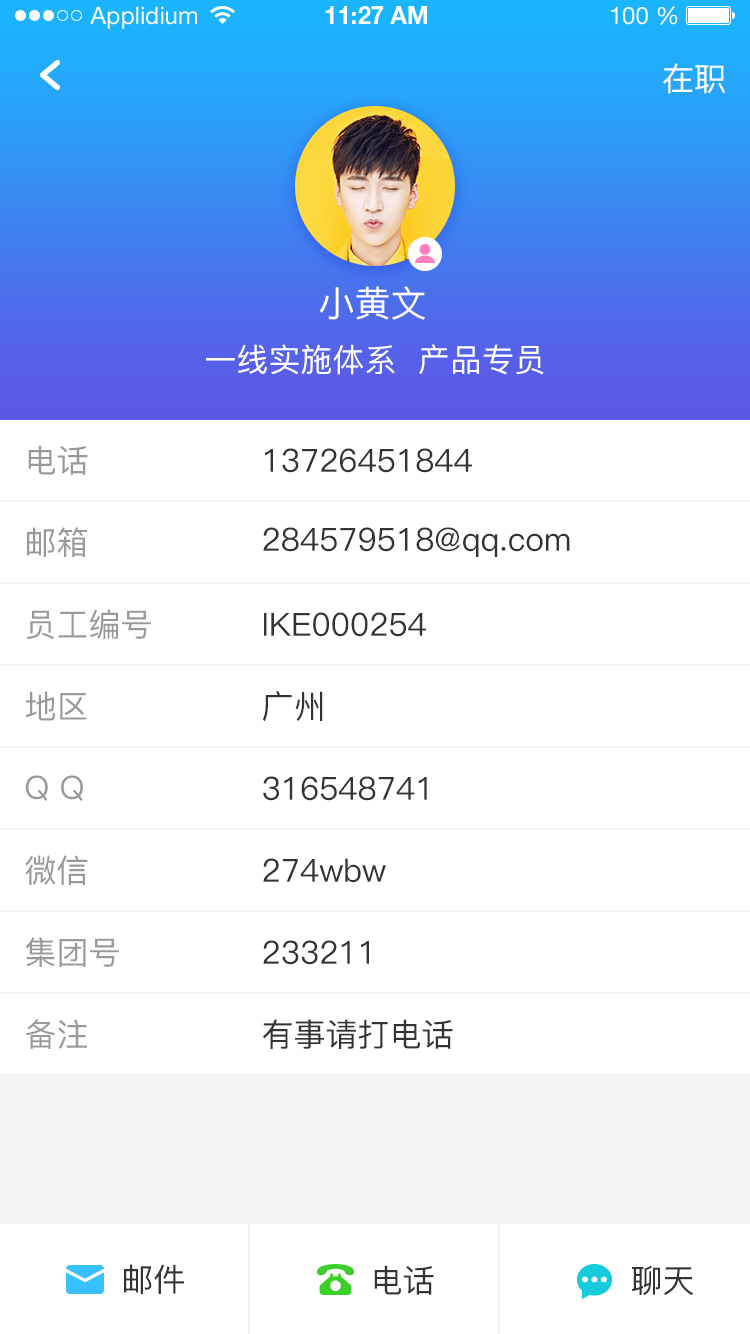 Applidium 11:27 AM 100 %
在职
小黄文
一线实施体系 产品专员
电话 13726451844
邮箱 284579518@qq.com
员工编号 IKE000254
地区 广州
Q Q 316548741
微信 274wbw
集团号 233211
备注 有事请打电话
邮件 电话 聊天